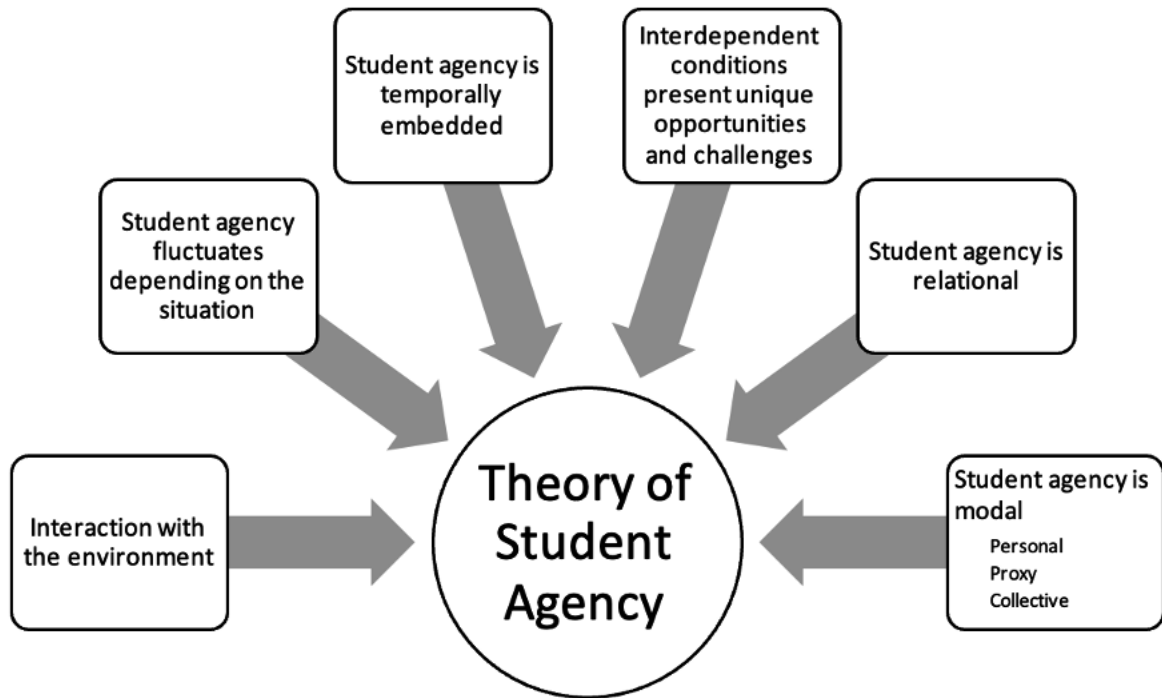 Interaction with
the environment
Student agency
fluctuates
depending on the
situation
Student agency is
temporally
embedded
Interdependent
conditions
present unique
opportunities
and challenges
Student agency is
relational
Student agency is
modal
Personal
Proxy
Collective
Theory of
Student
Agency